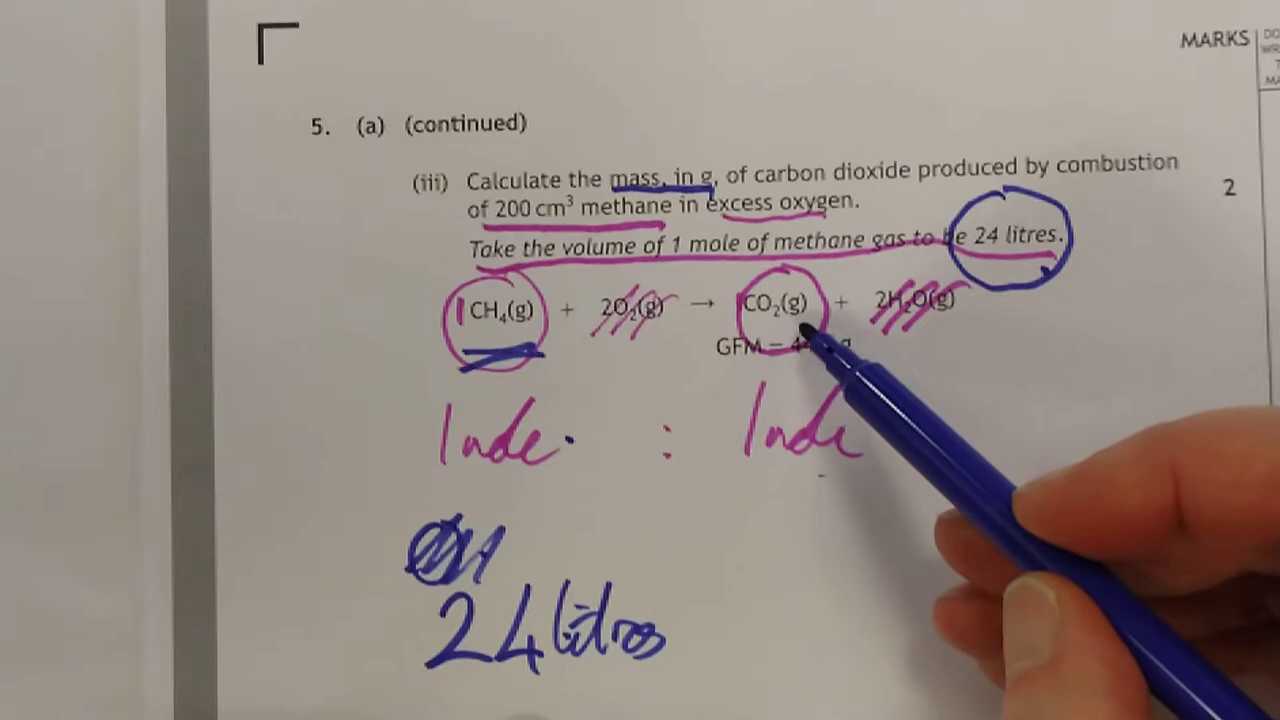 MARKS
5. (a) (continued)
(iii) Calculate the mass, in g, of carbon dioxide produced by combustion
of 200 cm³ methane in excess oxygen.
2
Take the volume of 1 mole of methane gas to be 24 litres.
1CH₄(g) + 2O₂(g) → CO₂(g) + 2H₂O(g)
GFM = 44 g
1 mole : 1 mole
24 litres